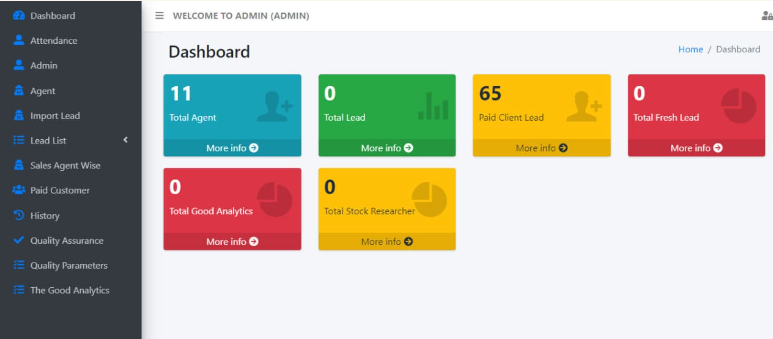 Dashboard
Attendance
Admin
Agent
Import Lead
Lead List
Sales Agent Wise
Paid Customer
History
Quality Assurance
Quality Parameters
The Good Analytics
WELCOME TO ADMIN (ADMIN)
Dashboard
Home / Dashboard
11
Total Agent
More info
0
Total Lead
More info
65
Paid Client Lead
More info
0
Total Fresh Lead
More info
0
Total Good Analytics
More info
0
Total Stock Researcher
More info